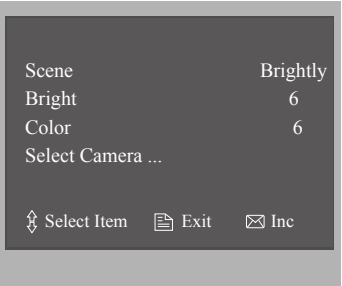 Scene Brightly
Bright 6
Color 6
Select Camera ...
Select Item Exit Inc